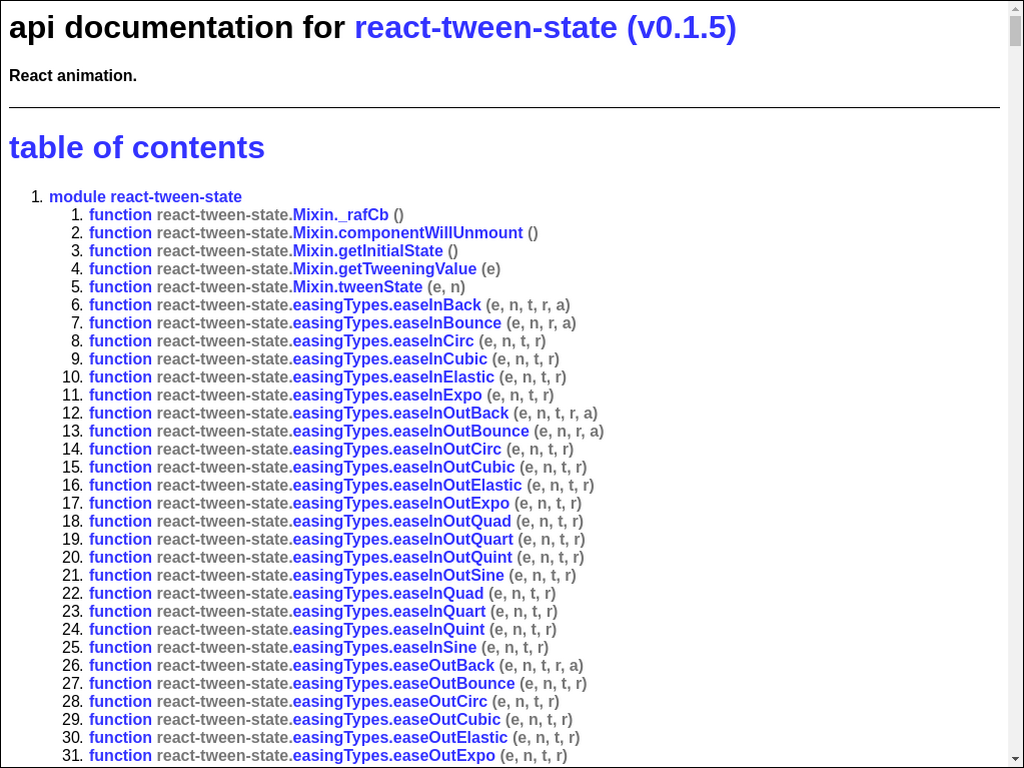 api documentation for react-tween-state (v0.1.5)
React animation.
table of contents
1. module react-tween-state
1. function react-tween-state.Mixin._rafCb ()
2. function react-tween-state.Mixin.componentWillUnmount ()
3. function react-tween-state.Mixin.getInitialState ()
4. function react-tween-state.Mixin.getTweeningValue (e)
5. function react-tween-state.Mixin.tweenState (e, n)
6. function react-tween-state.easingTypes.easeInBack (e, n, t, r, a)
7. function react-tween-state.easingTypes.easeInBounce (e, n, r, a)
8. function react-tween-state.easingTypes.easeInCirc (e, n, t, r)
9. function react-tween-state.easingTypes.easeInCubic (e, n, t, r)
10. function react-tween-state.easingTypes.easeInElastic (e, n, t, r)
11. function react-tween-state.easingTypes.easeInExpo (e, n, t, r)
12. function react-tween-state.easingTypes.easeInOutBack (e, n, t, r, a)
13. function react-tween-state.easingTypes.easeInOutBounce (e, n, r, a)
14. function react-tween-state.easingTypes.easeInOutCirc (e, n, t, r)
15. function react-tween-state.easingTypes.easeInOutCubic (e, n, t, r)
16. function react-tween-state.easingTypes.easeInOutElastic (e, n, t, r)
17. function react-tween-state.easingTypes.easeInOutExpo (e, n, t, r)
18. function react-tween-state.easingTypes.easeInOutQuad (e, n, t, r)
19. function react-tween-state.easingTypes.easeInOutQuart (e, n, t, r)
20. function react-tween-state.easingTypes.easeInOutQuint (e, n, t, r)
21. function react-tween-state.easingTypes.easeInOutSine (e, n, t, r)
22. function react-tween-state.easingTypes.easeInQuad (e, n, t, r)
23. function react-tween-state.easingTypes.easeInQuart (e, n, t, r)
24. function react-tween-state.easingTypes.easeInQuint (e, n, t, r)
25. function react-tween-state.easingTypes.easeInSine (e, n, t, r)
26. function react-tween-state.easingTypes.easeOutBack (e, n, t, r, a)
27. function react-tween-state.easingTypes.easeOutBounce (e, n, t, r)
28. function react-tween-state.easingTypes.easeOutCirc (e, n, t, r)
29. function react-tween-state.easingTypes.easeOutCubic (e, n, t, r)
30. function react-tween-state.easingTypes.easeOutElastic (e, n, t, r)
31. function react-tween-state.easingTypes.easeOutExpo (e, n, t, r)